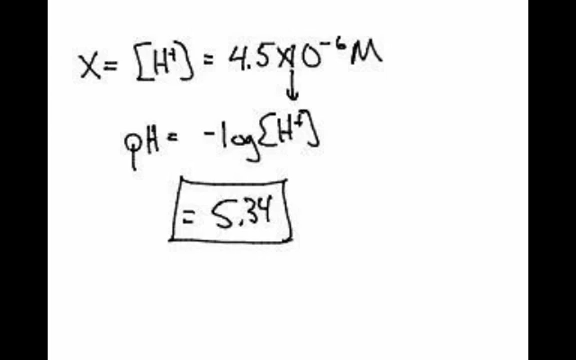 X = [H⁺] = 4.5x10⁻⁶ M
pH = -log[H⁺]
= 5.34